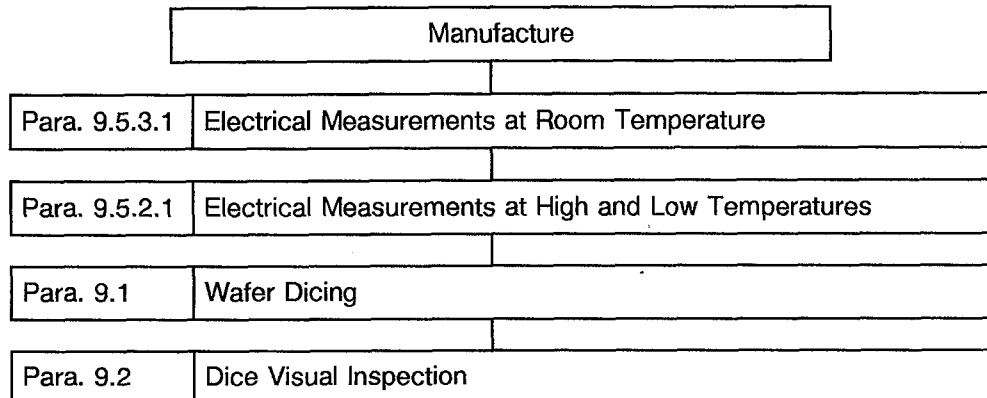 Manufacture
Para. 9.5.3.1 Electrical Measurements at Room Temperature
Para. 9.5.2.1 Electrical Measurements at High and Low Temperatures
Para. 9.1 Wafer Dicing
Para. 9.2 Dice Visual Inspection